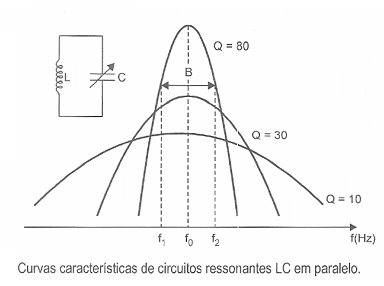 Q = 80
L
C
B
Q = 30
Q = 10
f₁ f₀ f₂ f(Hz)
Curvas características de circuitos ressonantes LC em paralelo.